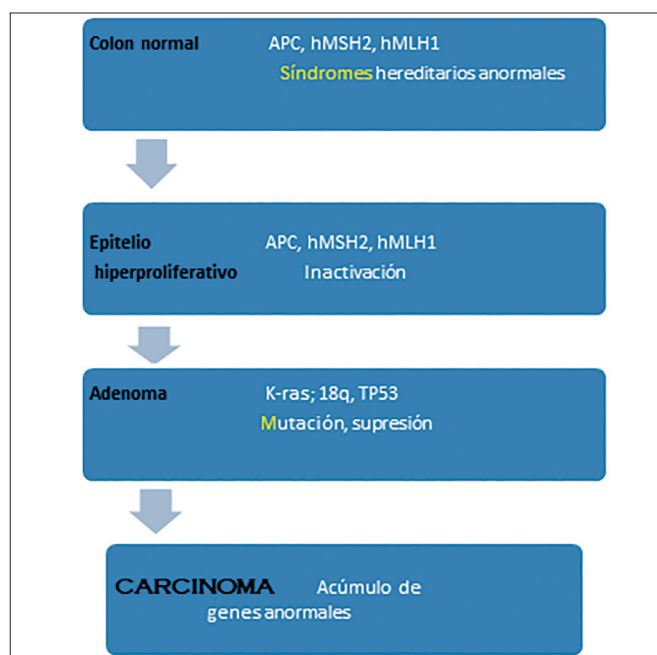 Colon normal APC, hMSH2, hMLH1
Síndromes hereditarios anormales
Epitelio APC, hMSH2, hMLH1
hiperproliferativo Inactivación
Adenoma K-ras; 18q, TP53
Mutación, supresión
CARCINOMA Acúmulo de
genes anormales